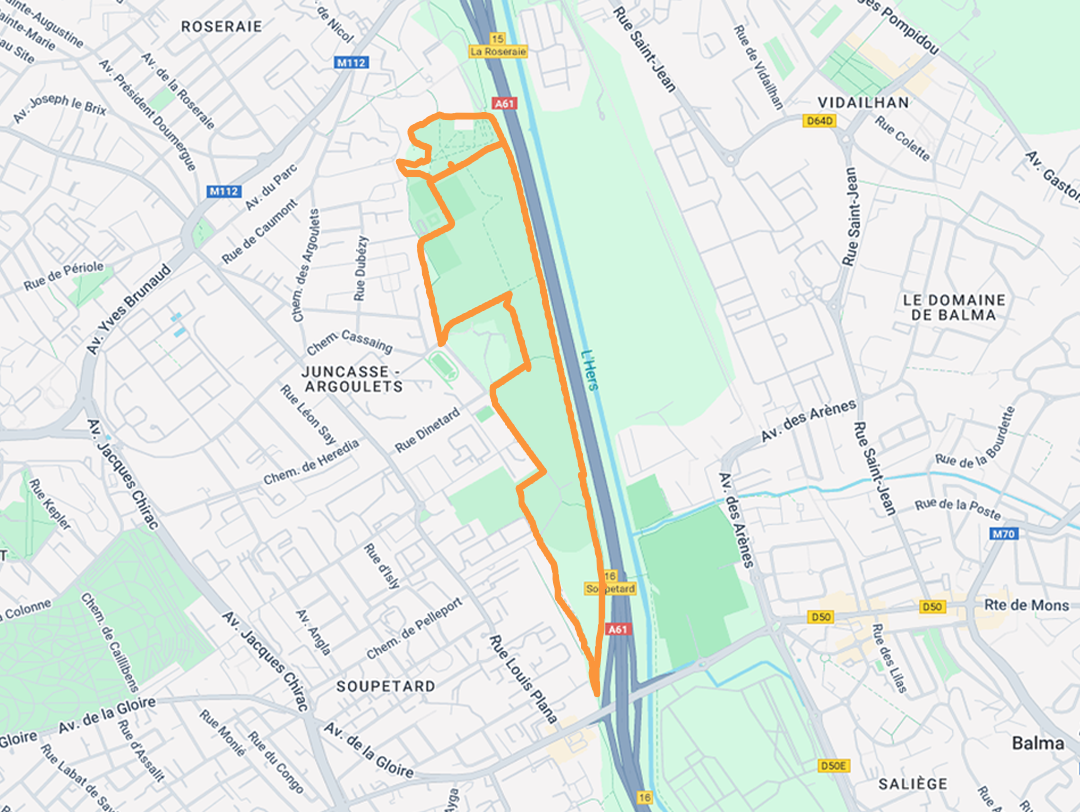 ROSERAIE
Sainte-Augustine
Sainte-Marie
au Site
de Nicol
M112
Av. de la Roseraie
Av. Président Doumergue
Av. Joseph le Brix
M112
Av. du Parc
Rue de Caumont
Chem. des Argoulets
Rue Dubézy
Rue de Périole
Av. Yves Brunaud
Chem. Cassaing
JUNCASSE -
ARGOULETS
Rue Léon Say
Rue Dinetard
Chem. de Heredia
Av. Jacques Chirac
Rue Kepler
T
Colonne
Chem. de Caillibens
Av. Jacques Chirac
Av. Angla
Rue d'Isly
Chem. de Pelleport
SOUPETARD
Rue Louis Plana
Av. de la Gloire
Gloire
Av. de la Gloire
Rue d'Assalit
Rue Monié
Rue du Congo
Rue Labat de
15
La Roseraie
A61
L'Hers
16
Soupetard
A61
16
Rue Saint-Jean
Rue de Vidailhan
Georges Pompidou
VIDAILHAN
D64D
Rue Colette
Av. Gaston
Rue Saint-Jean
LE DOMAINE
DE BALMA
Av. des Arènes
Rue Saint-Jean
Rue de la Bourdette
Av. des Arènes
Rue de la Poste
M70
D50
D50
Rte de Mons
Rue des Lilas
Balma
D50E
SALIÈGE